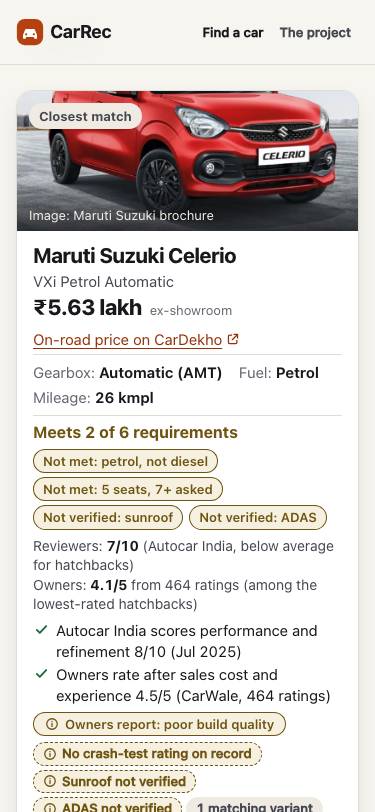 CarRec
Find a car
The project
Closest match
CELERIO
Image: Maruti Suzuki brochure
Maruti Suzuki Celerio
VXi Petrol Automatic
₹5.63 lakh ex-showroom
On-road price on CarDekho
Gearbox: Automatic (AMT) Fuel: Petrol
Mileage: 26 kmpl
Meets 2 of 6 requirements
Not met: petrol, not diesel
Not met: 5 seats, 7+ asked
Not verified: sunroof
Not verified: ADAS
Reviewers: 7/10 (Autocar India, below average
for hatchbacks)
Owners: 4.1/5 from 464 ratings (among the
lowest-rated hatchbacks)
Autocar India scores performance and
refinement 8/10 (Jul 2025)
Owners rate after sales cost and
experience 4.5/5 (CarWale, 464 ratings)
Owners report: poor build quality
No crash-test rating on record
Sunroof not verified
ADAS not verified
1 matching variant